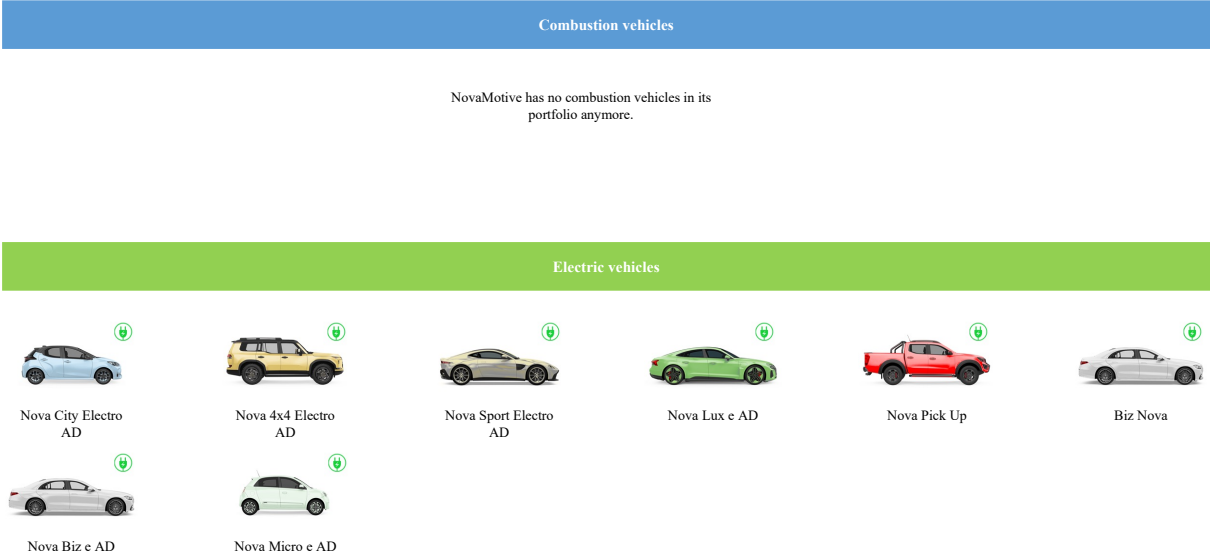 Combustion vehicles
NovaMotive has no combustion vehicles in its
portfolio anymore.
Electric vehicles
Nova City Electro
AD
Nova 4x4 Electro
AD
Nova Sport Electro
AD
Nova Lux e AD
Nova Pick Up
Biz Nova
Nova Biz e AD
Nova Micro e AD